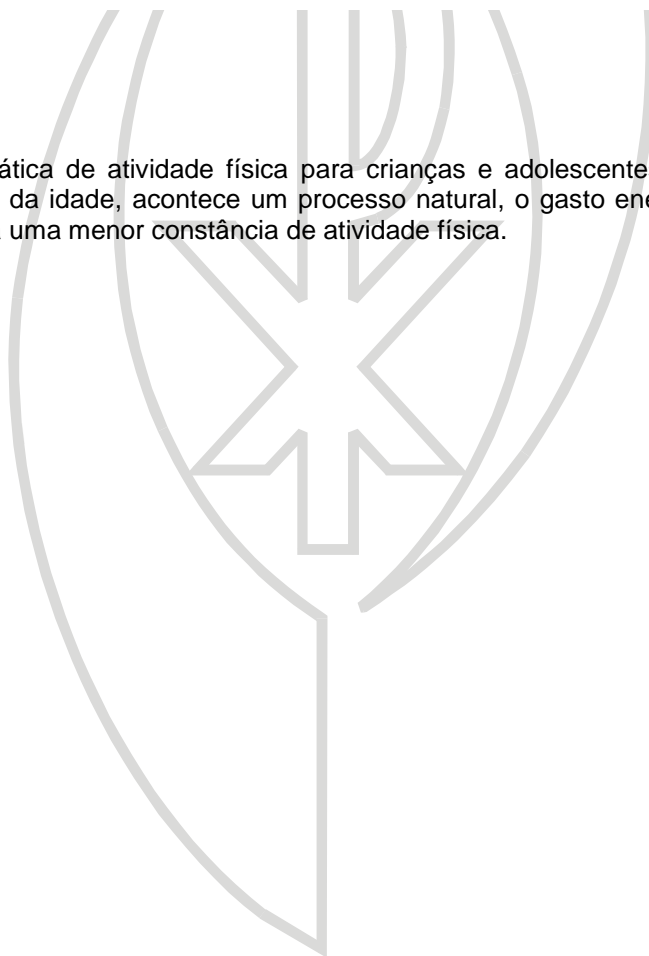 ática de atividade física para crianças e adolescente
da idade, acontece um processo natural, o gasto ene
uma menor constância de atividade física.